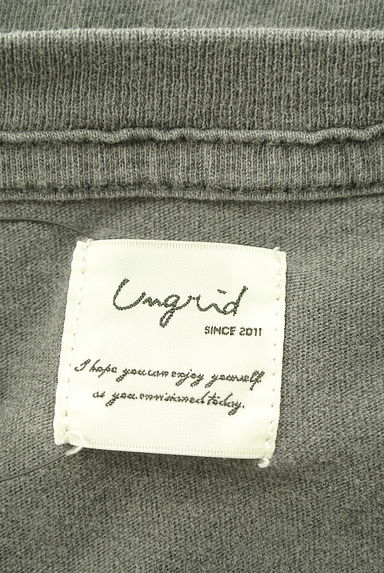 Ungrid
SINCE 2011
I hope you can enjoy yourself.
as you envisioned today.